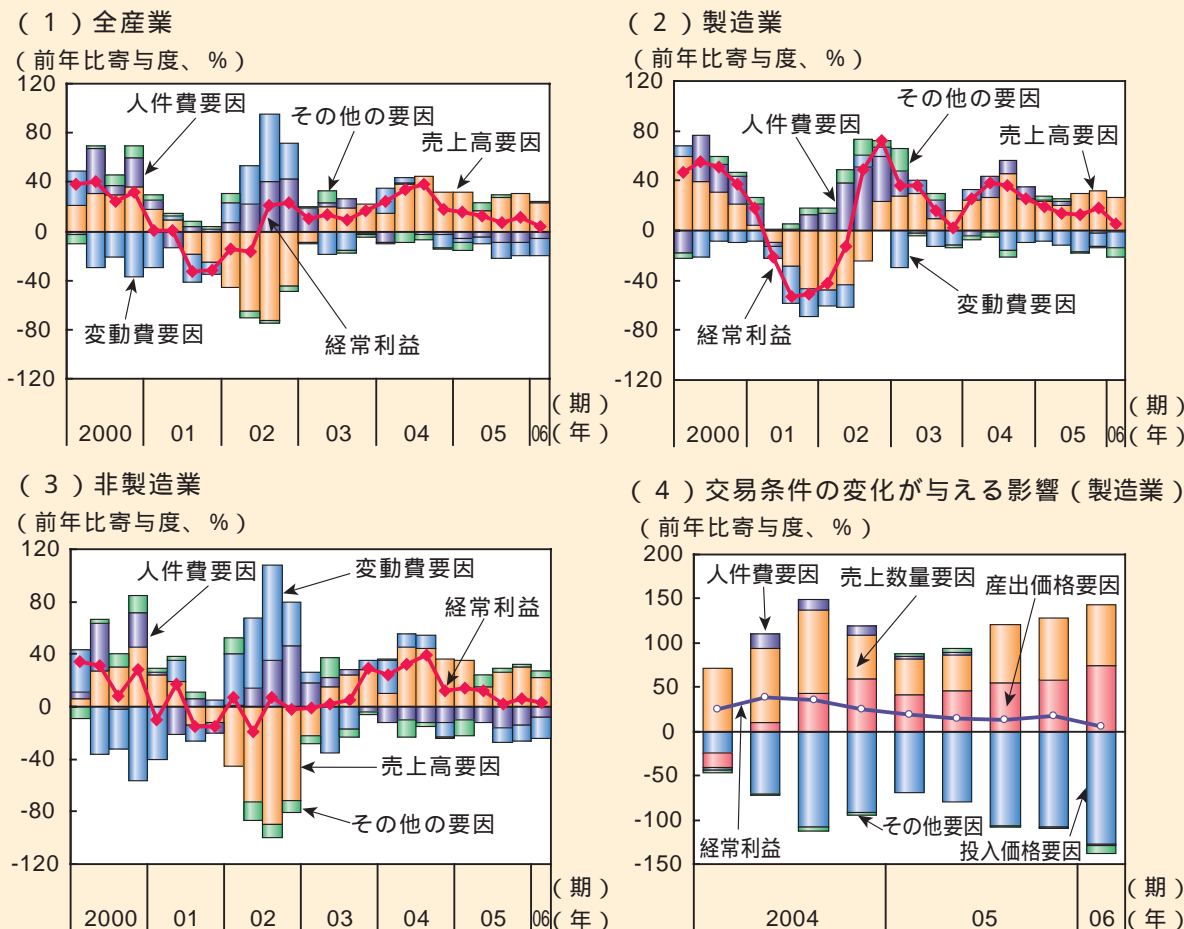 (１)全産業
(前年比寄与度、％)
120
80
40
0
-40
-80
-120
人件費要因
その他の要因
売上高要因
変動費要因
経常利益
(期)
2000 01 02 03 04 05 06 (年)
(２)製造業
(前年比寄与度、％)
120
80
40
0
-40
-80
-120
その他の要因
人件費要因
売上高要因
変動費要因
経常利益
(期)
2000 01 02 03 04 05 06 (年)
(３)非製造業
(前年比寄与度、％)
120
80
40
0
-40
-80
-120
人件費要因
変動費要因
経常利益
売上高要因
その他の要因
(期)
2000 01 02 03 04 05 06 (年)
(４)交易条件の変化が与える影響(製造業)
(前年比寄与度、％)
200
150
100
50
0
-50
-100
-150
人件費要因
売上数量要因
産出価格要因
経常利益
その他要因
投入価格要因
(期)
2004 05 06 (年)